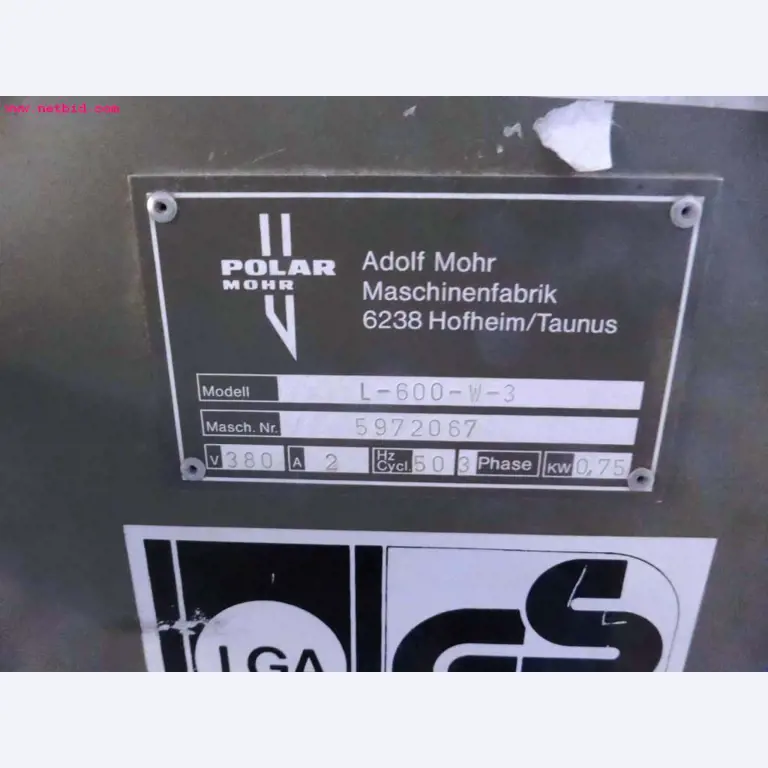 www.netbid.com
POLAR
MOHR
Adolf Mohr
Maschinenfabrik
6238 Hofheim/Taunus
Modell L-600-W-3
Masch. Nr. 5972067
V 380 A 2 Hz Cycl. 50 3 Phase KW 0,75
LGA GS